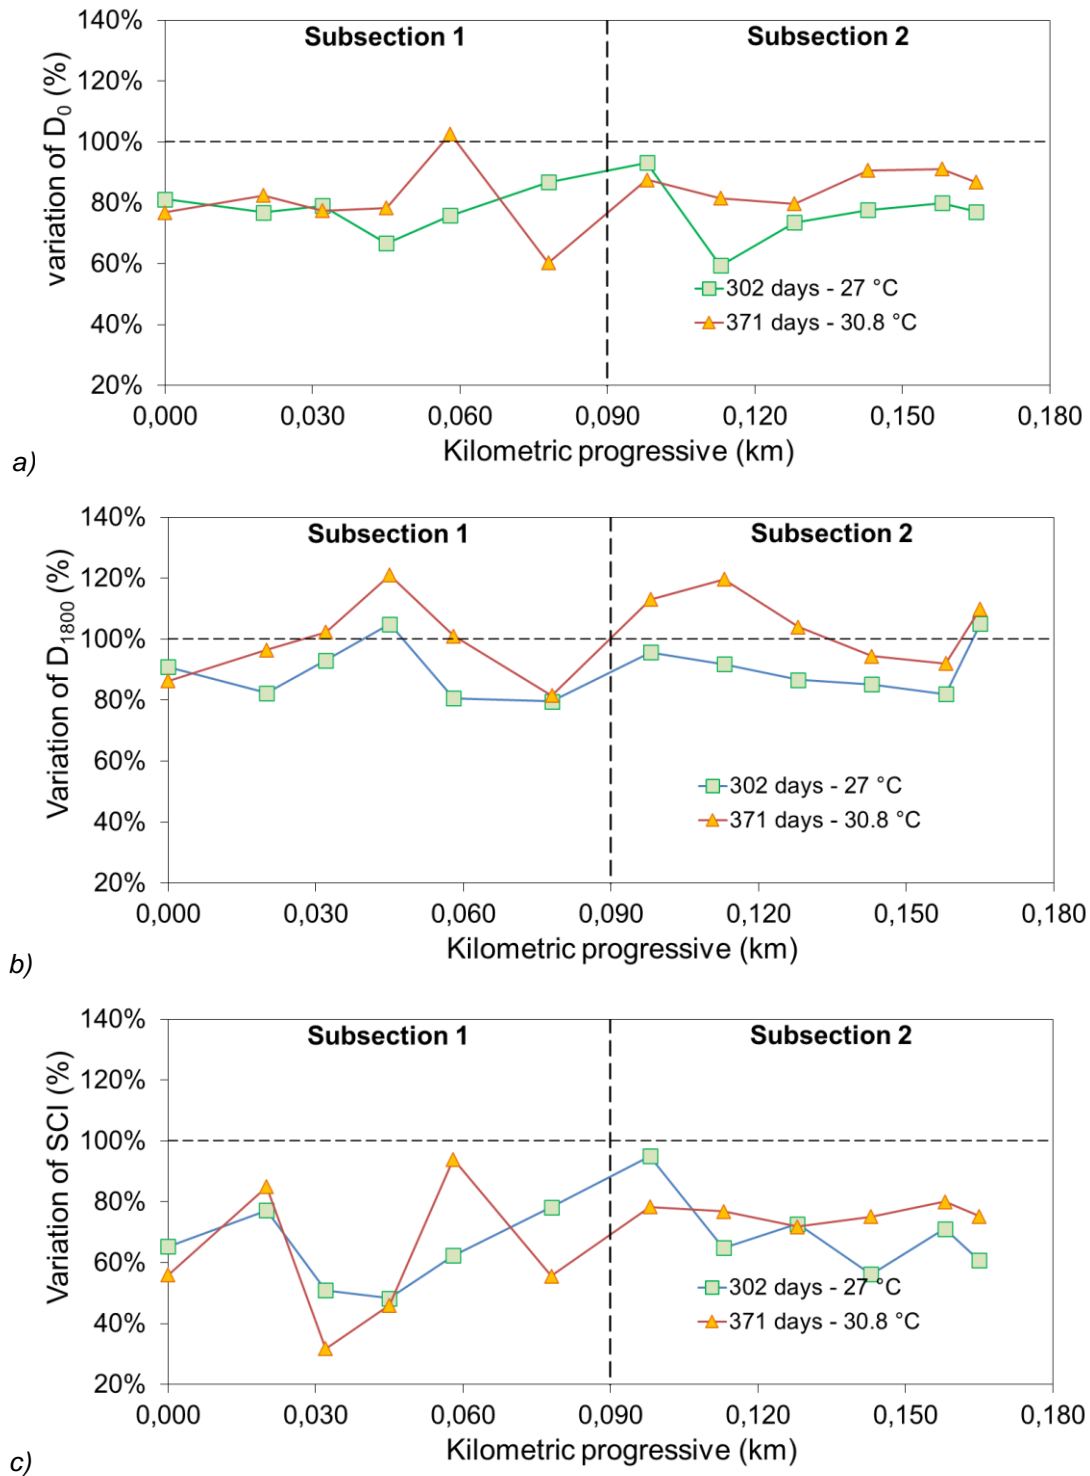 140%
Subsection 1
Subsection 2
120%
100%
80%
60%
40%
20%
variation of D0 (%)
302 days - 27 °C
371 days - 30.8 °C
0,000 0,030 0,060 0,090 0,120 0,150 0,180
Kilometric progressive (km)
a)
140%
Subsection 1
Subsection 2
120%
100%
80%
60%
40%
20%
Variation of D1800 (%)
302 days - 27 °C
371 days - 30.8 °C
0,000 0,030 0,060 0,090 0,120 0,150 0,180
Kilometric progressive (km)
b)
140%
Subsection 1
Subsection 2
120%
100%
80%
60%
40%
20%
Variation of SCI (%)
302 days - 27 °C
371 days - 30.8 °C
0,000 0,030 0,060 0,090 0,120 0,150 0,180
Kilometric progressive (km)
c)